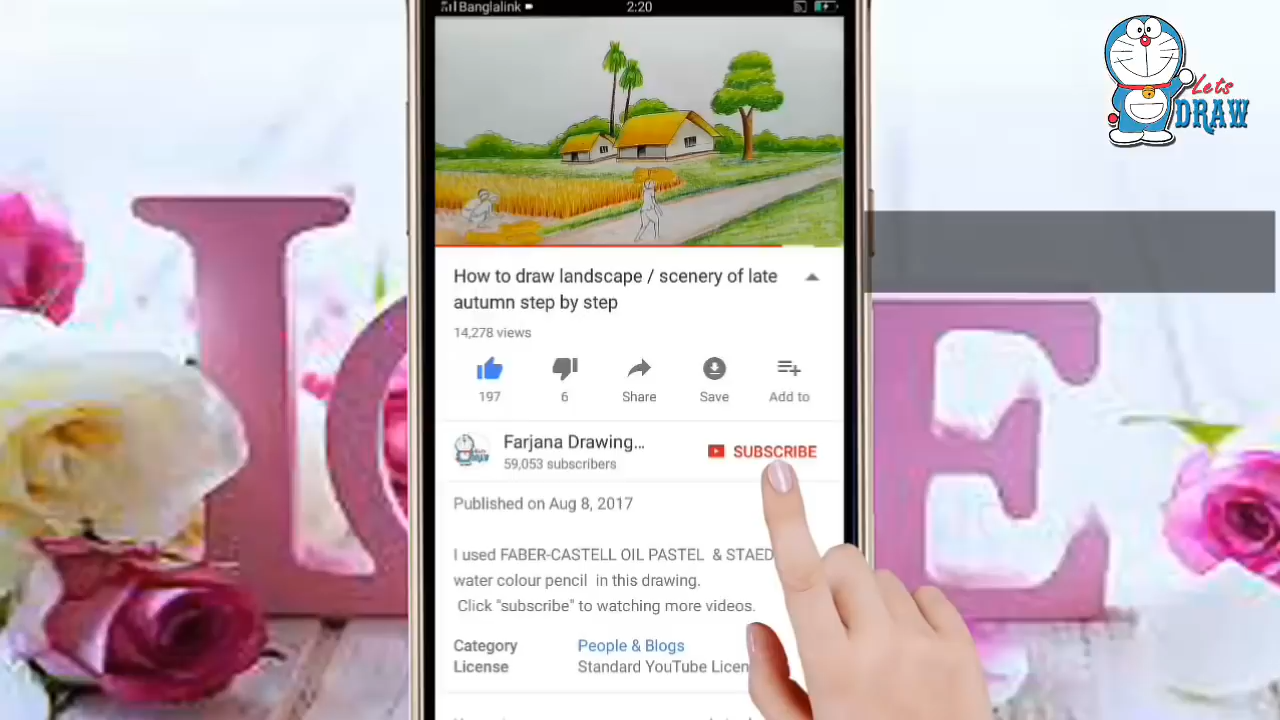 Banglalink
2:20
Lets
DRAW
How to draw landscape / scenery of late
autumn step by step
14,278 views
197
6
Share
Save
Add to
Farjana Drawing...
SUBSCRIBE
59,053 subscribers
Published on Aug 8, 2017
I used FABER-CASTELL OIL PASTEL & STAED
water colour pencil in this drawing.
Click "subscribe" to watching more videos.
Category
People & Blogs
License
Standard YouTube Licen